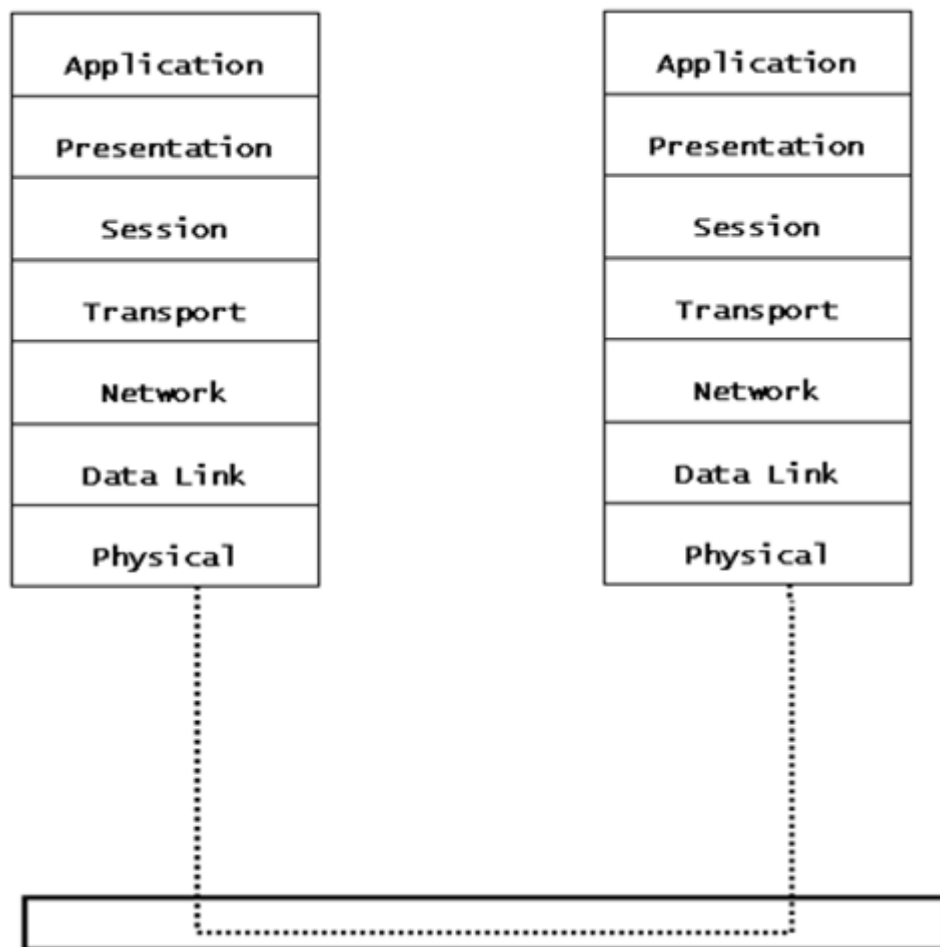 Application
Presentation
Session
Transport
Network
Data Link
Physical
Application
Presentation
Session
Transport
Network
Data Link
Physical